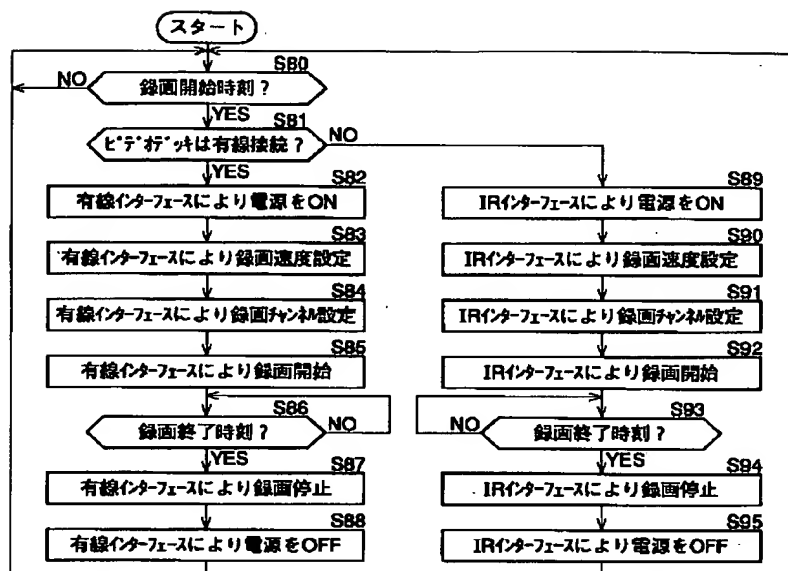 スタート
S80
録画開始時刻？
NO
YES
S81
ビデオデッキは有線接続？
NO
YES
S82
有線インターフェースにより電源をON
S83
有線インターフェースにより録画速度設定
S84
有線インターフェースにより録画チャンネル設定
S85
有線インターフェースにより録画開始
S86
録画終了時刻？
NO
YES
S87
有線インターフェースにより録画停止
S88
有線インターフェースにより電源をOFF
S89
IRインターフェースにより電源をON
S90
IRインターフェースにより録画速度設定
S91
IRインターフェースにより録画チャンネル設定
S92
IRインターフェースにより録画開始
S93
録画終了時刻？
NO
YES
S94
IRインターフェースにより録画停止
S95
IRインターフェースにより電源をOFF